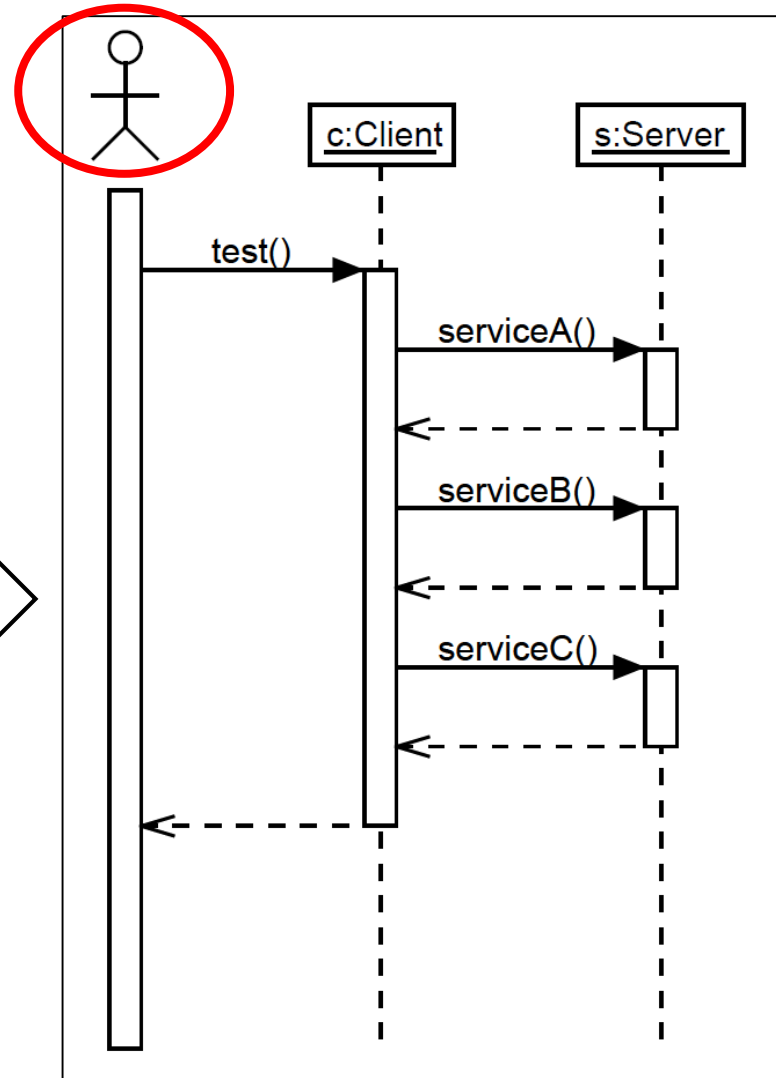 c:Client
s:Server
test()
serviceA()
serviceB()
serviceC()